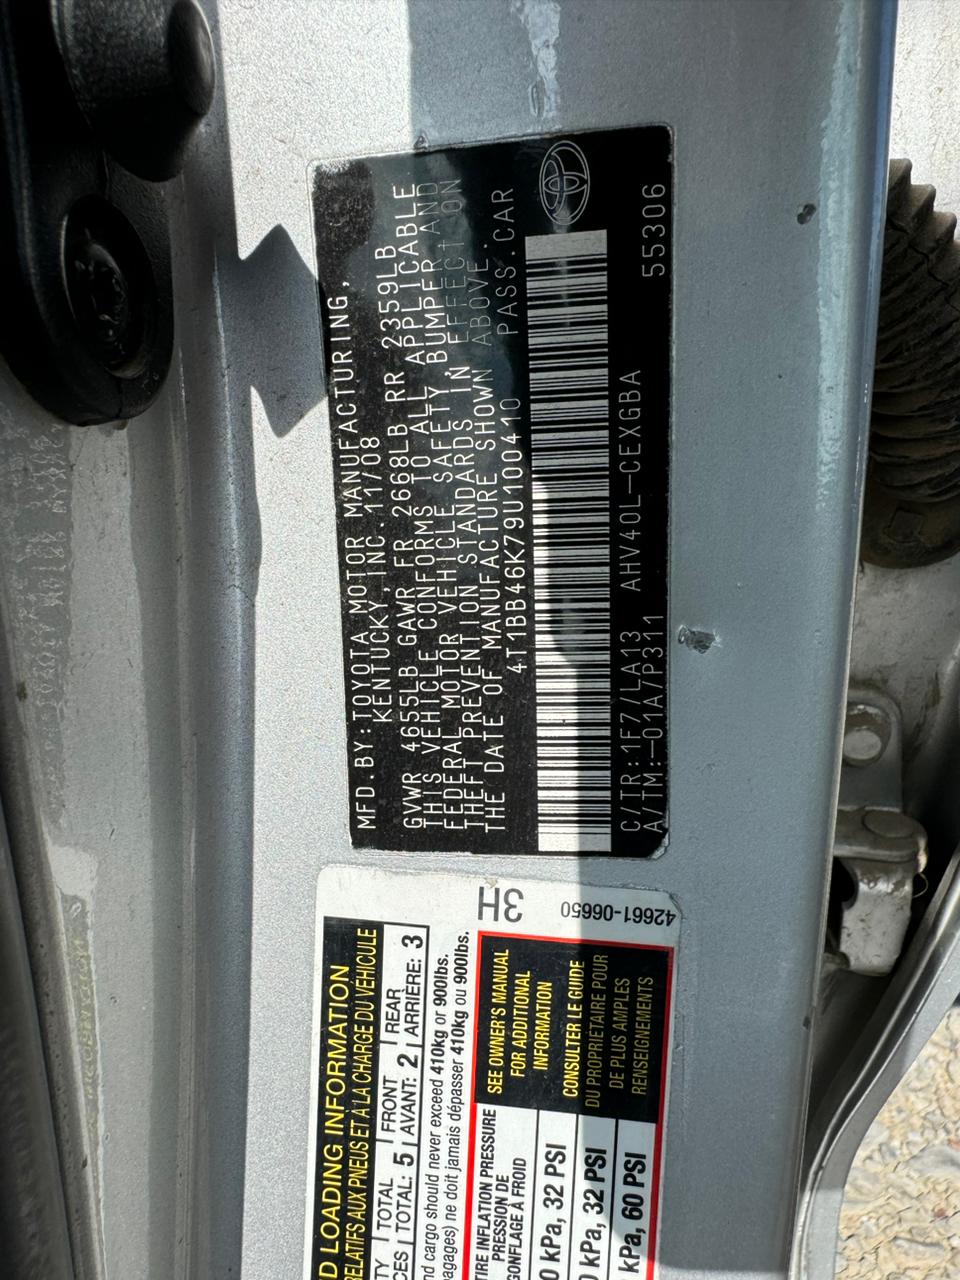 MFD.BY:TOYOTA MOTOR MANUFACTURING,
KENTUCKY,INC. 11/08
GVWR 4655LB GAWR FR 2668LB RR 2359LB
THIS VEHICLE CONFORMS TO ALL APPLICABLE
FEDERAL MOTOR VEHICLE SAFETY,BUMPER AND
THEFT PREVENTION STANDARDS IN EFFECT ON
THE DATE OF MANUFACTURE SHOWN ABOVE.
4T1BB46K79U100410 PASS.CAR
C/TR:1F7/LA13 AHV40L-CEXGBA
A/TM:-01A/P311 55306
3H
42661-06650
D LOADING INFORMATION
RELATIFS AUX PNEUS ET À LA CHARGE DU VÉHICULE
TY TOTAL FRONT REAR
CES TOTAL: 5 AVANT: 2 ARRIÈRE: 3
nd cargo should never exceed 410kg or 900lbs.
agages) ne doit jamais dépasser 410kg ou 900lbs.
TIRE INFLATION PRESSURE
PRESSION DE
GONFLAGE À FROID
0 kPa, 32 PSI
0 kPa, 32 PSI
kPa, 60 PSI
SEE OWNER'S MANUAL
FOR ADDITIONAL
INFORMATION
CONSULTER LE GUIDE
DU PROPRIÉTAIRE POUR
DE PLUS AMPLES
RENSEIGNEMENTS